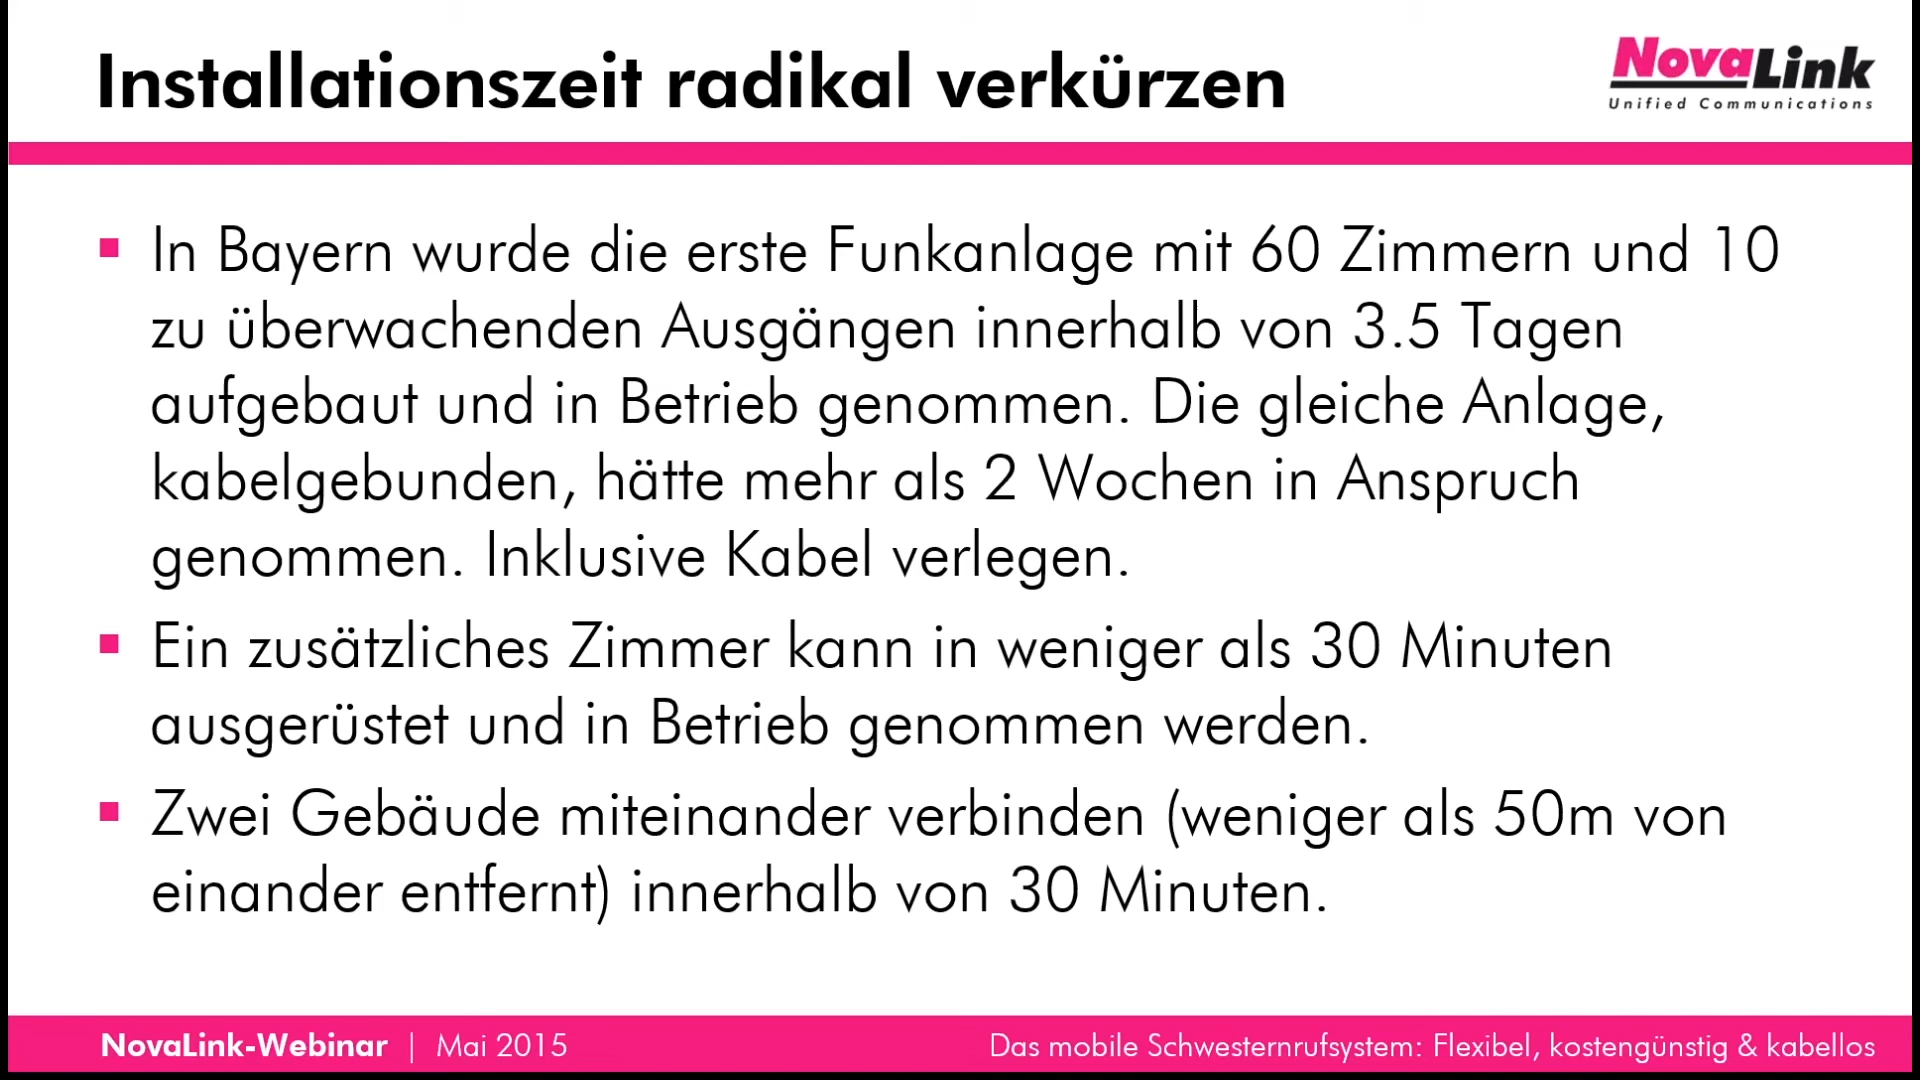 Installationszeit radikal verkürzen
NovaLink
Unified Communications
In Bayern wurde die erste Funkanlage mit 60 Zimmern und 10
zu überwachenden Ausgängen innerhalb von 3.5 Tagen
aufgebaut und in Betrieb genommen. Die gleiche Anlage,
kabelgebunden, hätte mehr als 2 Wochen in Anspruch
genommen. Inklusive Kabel verlegen.
Ein zusätzliches Zimmer kann in weniger als 30 Minuten
ausgerüstet und in Betrieb genommen werden.
Zwei Gebäude miteinander verbinden (weniger als 50m von
einander entfernt) innerhalb von 30 Minuten.
NovaLink-Webinar | Mai 2015
Das mobile Schwesternrufsystem: Flexibel, kostengünstig & kabellos